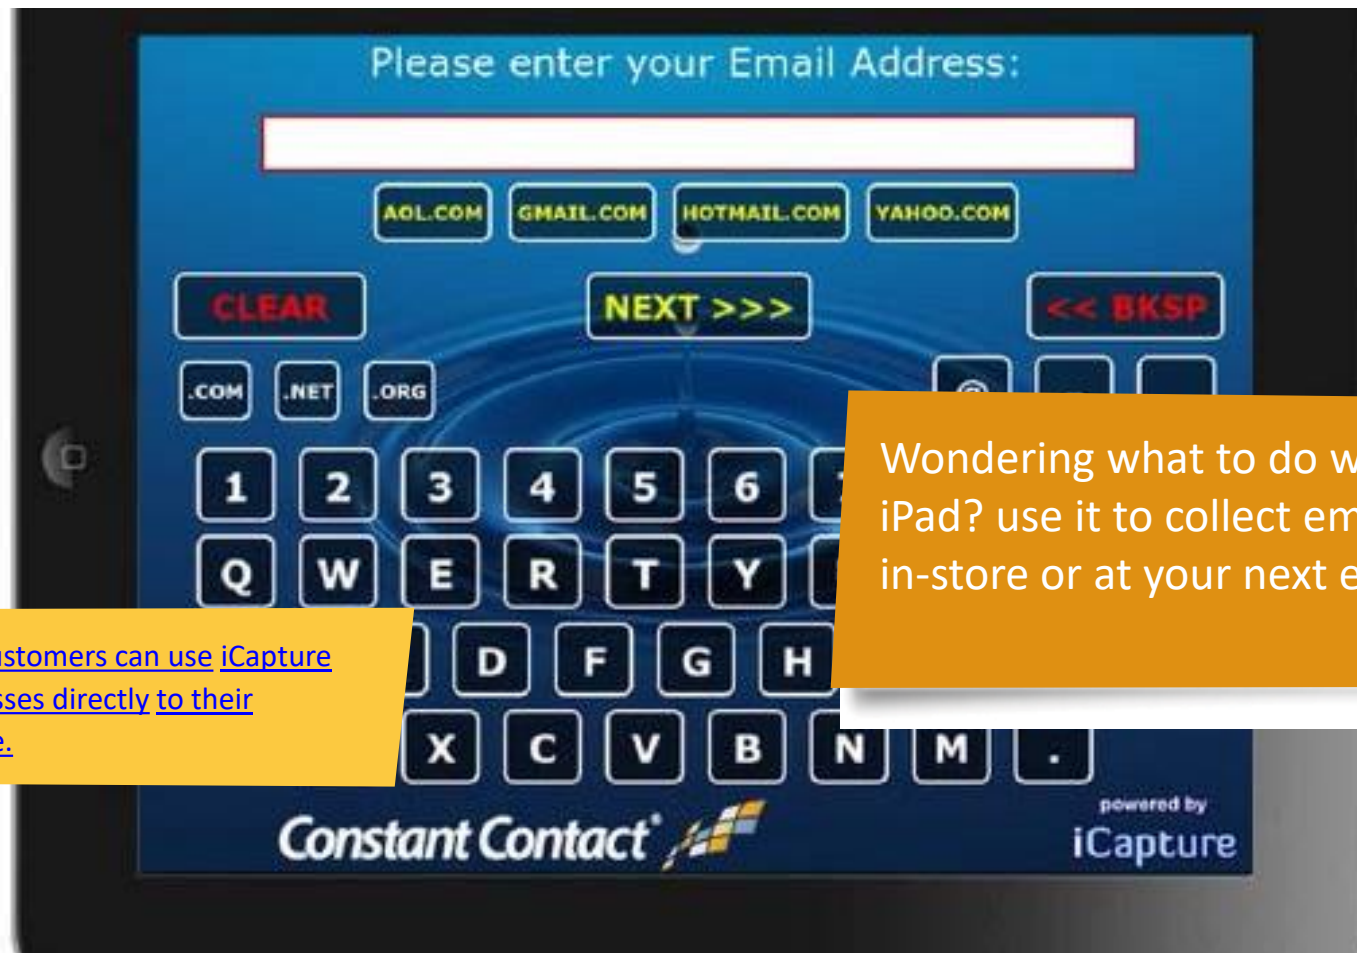 Please enter your Email Address:
AOL.COM GMAIL.COM HOTMAIL.COM YAHOO.COM
CLEAR NEXT >>> << BKSP
.COM .NET .ORG @
1 2 3 4 5 6
Q W E R T Y
D F G H
X C V B N M .
Wondering what to do w
iPad? use it to collect em
in-store or at your next e
ustomers can use iCapture
sses directly to their
e.
Constant Contact®
powered by
iCapture